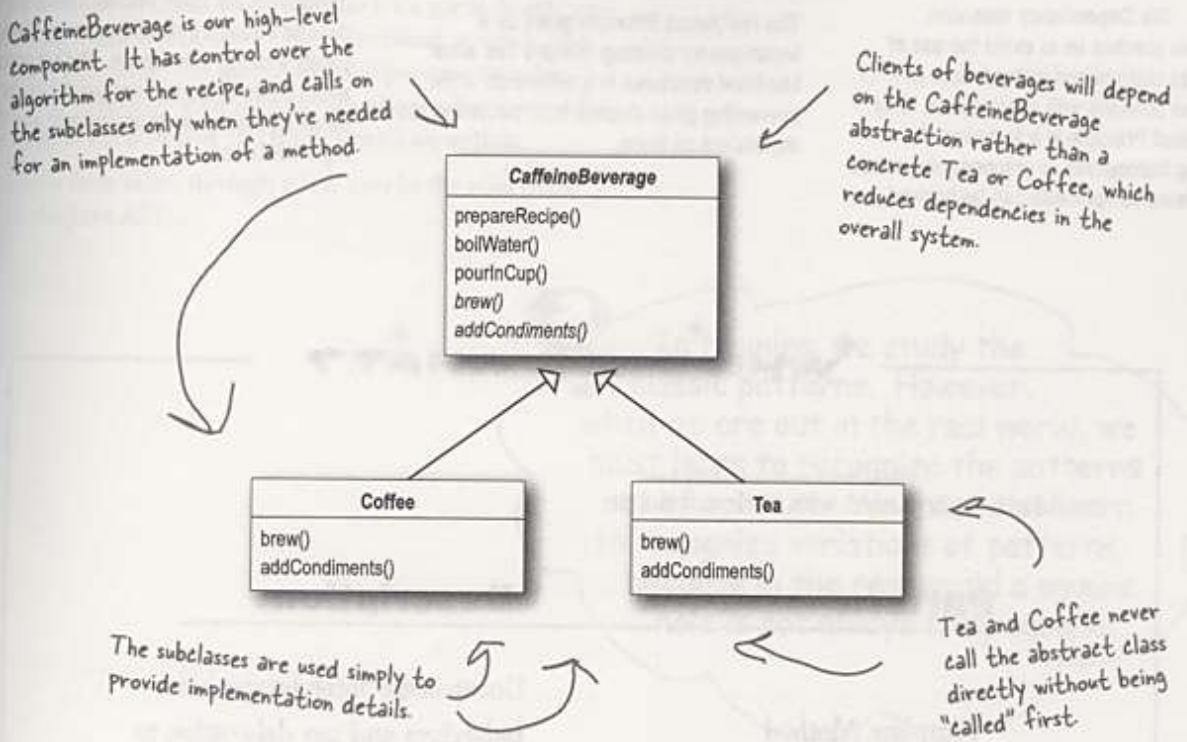 CaffeineBeverage is our high-level
component. It has control over the
algorithm for the recipe, and calls on
the subclasses only when they're needed
for an implementation of a method.
Clients of beverages will depend
on the CaffeineBeverage
abstraction rather than a
concrete Tea or Coffee, which
reduces dependencies in the
overall system.
CaffeineBeverage
prepareRecipe()
boilWater()
pourInCup()
brew()
addCondiments()
Coffee
brew()
addCondiments()
Tea
brew()
addCondiments()
The subclasses are used simply to
provide implementation details.
Tea and Coffee never
call the abstract class
directly without being
"called" first.